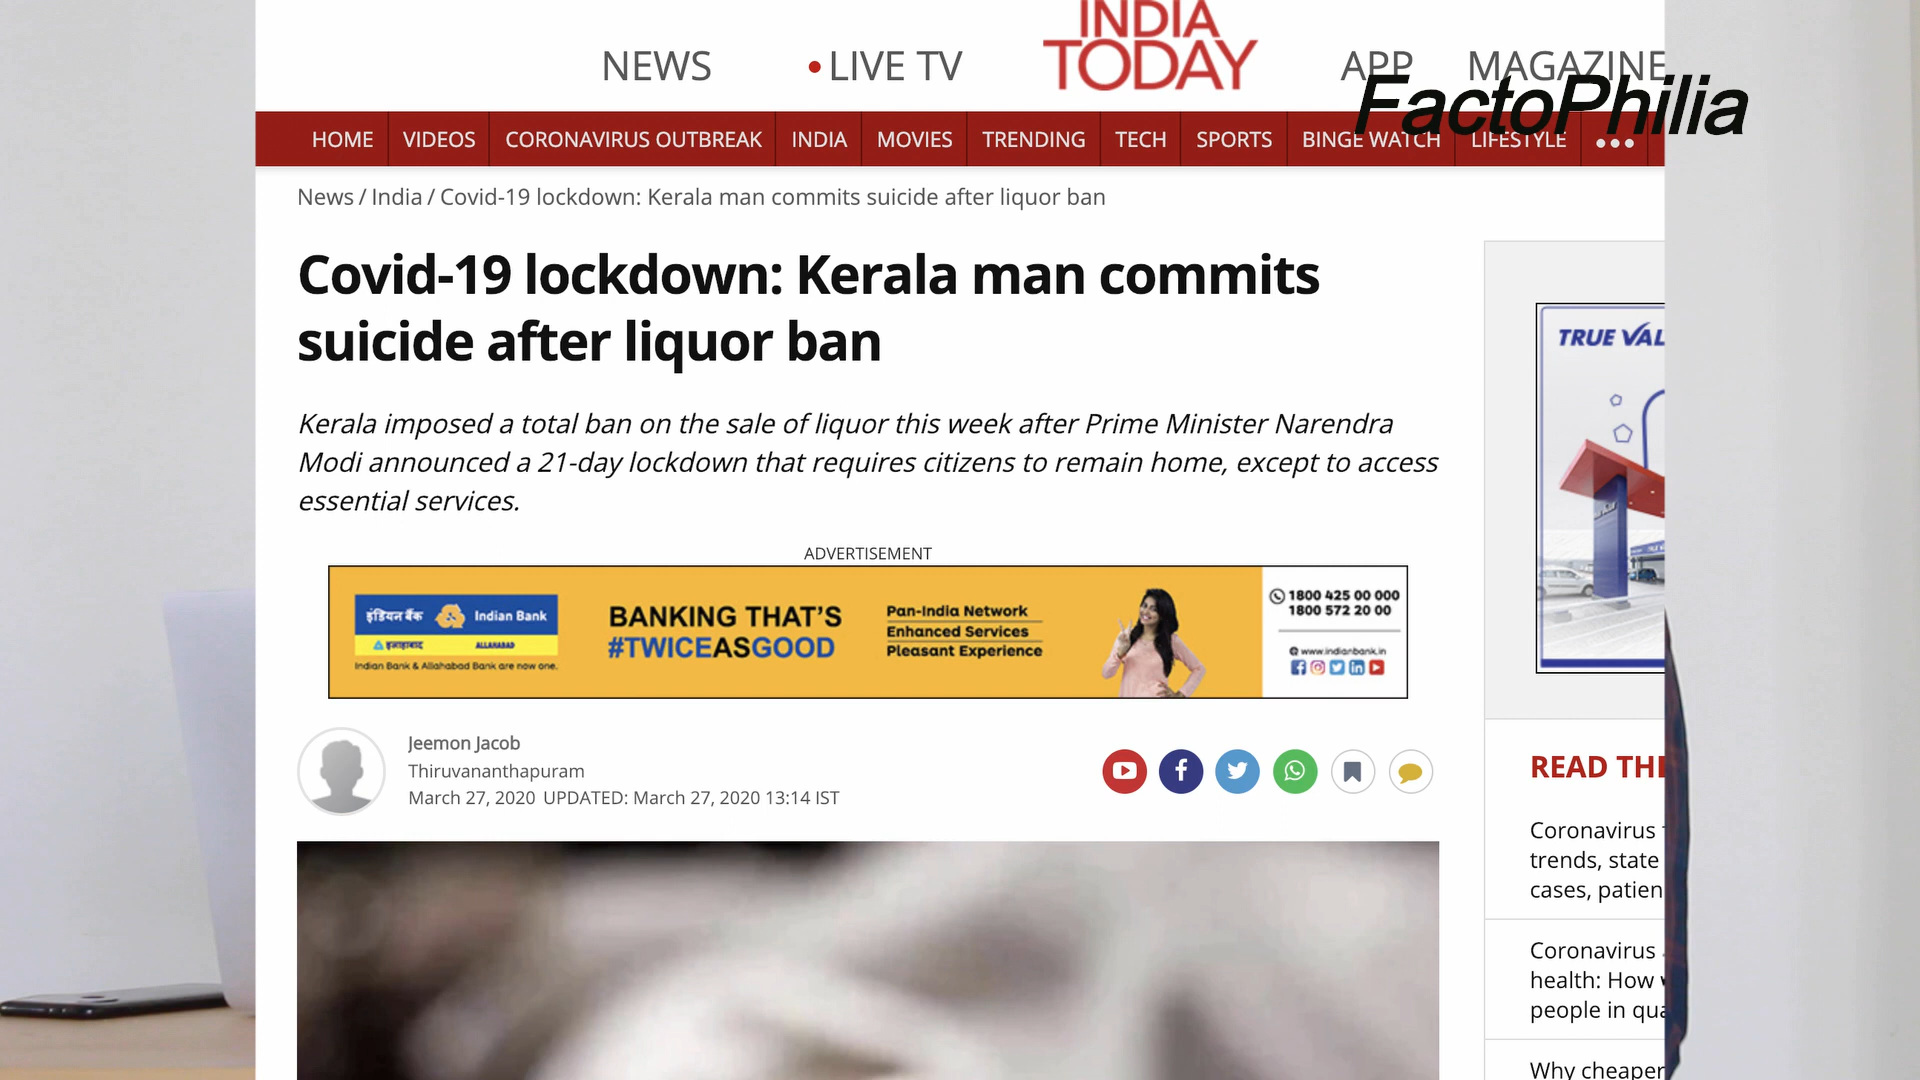 INDIA
TODAY
NEWS
LIVE TV
APP
MAGAZINE
FactoPhilia
HOME VIDEOS CORONAVIRUS OUTBREAK INDIA MOVIES TRENDING TECH SPORTS BINGE WATCH LIFESTYLE
News / India / Covid-19 lockdown: Kerala man commits suicide after liquor ban
Covid-19 lockdown: Kerala man commits
suicide after liquor ban
Kerala imposed a total ban on the sale of liquor this week after Prime Minister Narendra
Modi announced a 21-day lockdown that requires citizens to remain home, except to access
essential services.
ADVERTISEMENT
इंडियन बैंक Indian Bank
इलाहाबाद ALLAHABAD
Indian Bank & Allahabad Bank are now one.
BANKING THAT'S
#TWICEASGOOD
Pan-India Network
Enhanced Services
Pleasant Experience
1800 425 00 000
1800 572 20 00
www.indianbank.in
Jeemon Jacob
Thiruvananthapuram
March 27, 2020 UPDATED: March 27, 2020 13:14 IST
TRUE VAL
READ THI
Coronavirus
trends, state
cases, patien
Coronavirus
health: How
people in qua
Why cheaper